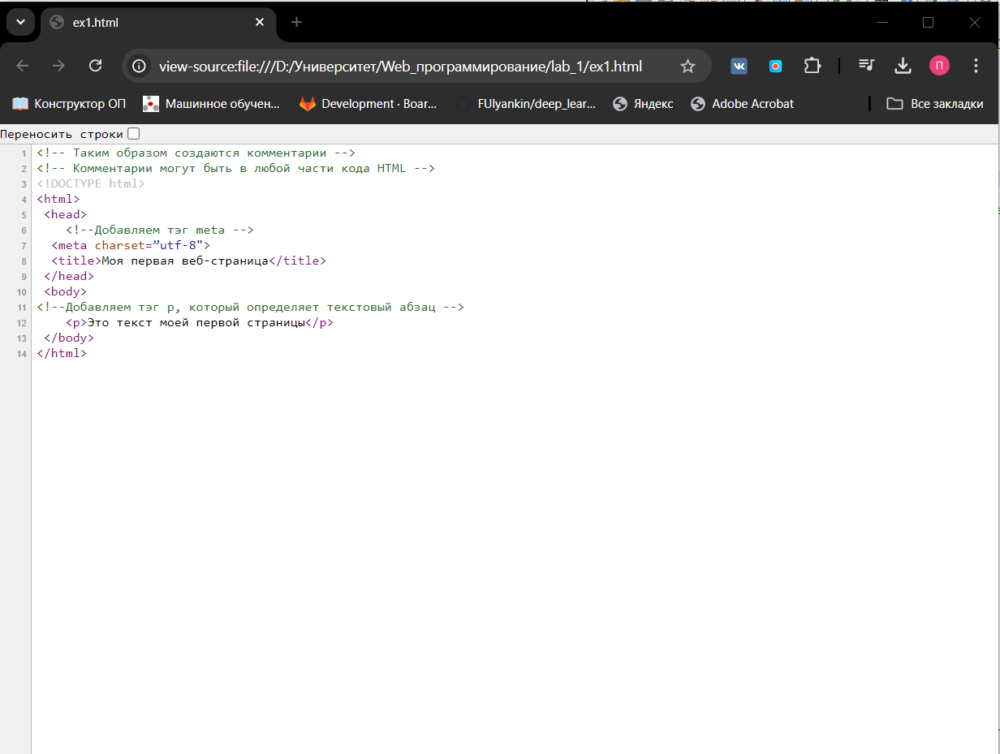 ex1.html
view-source:file:///D:/Университет/Web_программирование/lab_1/ex1.html
П
Конструктор ОП Машинное обучен... Development · Boar... FUlyankin/deep_lear... Яндекс Adobe Acrobat Все закладки
Переносить строки
1 <!-- Таким образом создаются комментарии -->
2 <!-- Комментарии могут быть в любой части кода HTML -->
3 <!DOCTYPE html>
4 <html>
5 <head>
6 <!--Добавляем тэг meta -->
7 <meta charset=”utf-8">
8 <title>Моя первая веб-страница</title>
9 </head>
10 <body>
11 <!--Добавляем тэг p, который определяет текстовый абзац -->
12 <p>Это текст моей первой страницы</p>
13 </body>
14 </html>